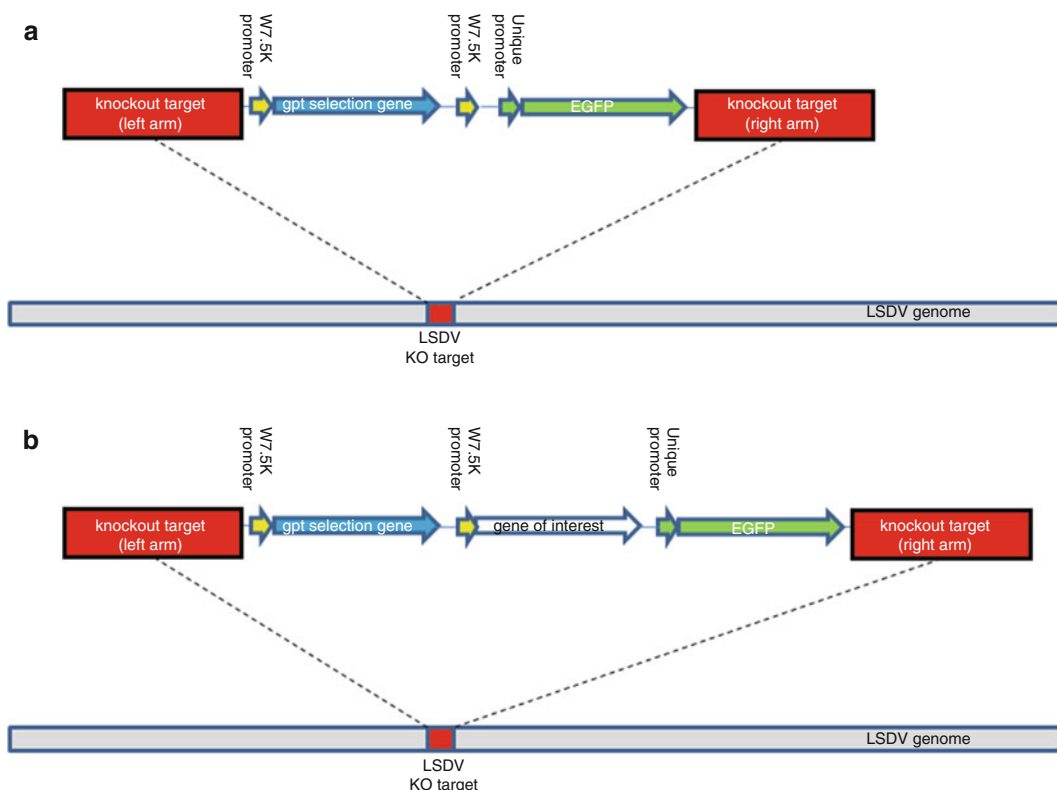 a
W7.5K
promoter
W7.5K
promoter
Unique
promoter
knockout target
(left arm)
gpt selection gene
EGFP
knockout target
(right arm)
LSDV genome
LSDV
KO target
b
W7.5K
promoter
W7.5K
promoter
Unique
promoter
knockout target
(left arm)
gpt selection gene
gene of interest
EGFP
knockout target
(right arm)
LSDV genome
LSDV
KO target